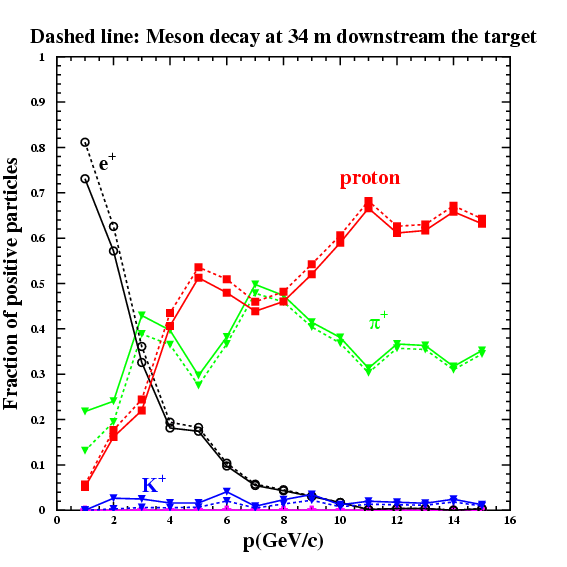 Dashed line: Meson decay at 34 m downstream the target
Fraction of positive particles
1
0.9
0.8
0.7
0.6
0.5
0.4
0.3
0.2
0.1
0
e+
proton
π+
K+
0 2 4 6 8 10 12 14 16
p(GeV/c)